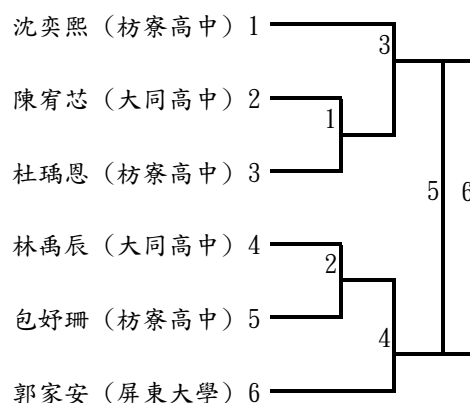 沈奕熙（枋寮高中）1
3
陳宥芯（大同高中）2
1
杜瑀恩（枋寮高中）3
5
6
林禹辰（大同高中）4
2
包妤珊（枋寮高中）5
4
郭家安（屏東大學）6